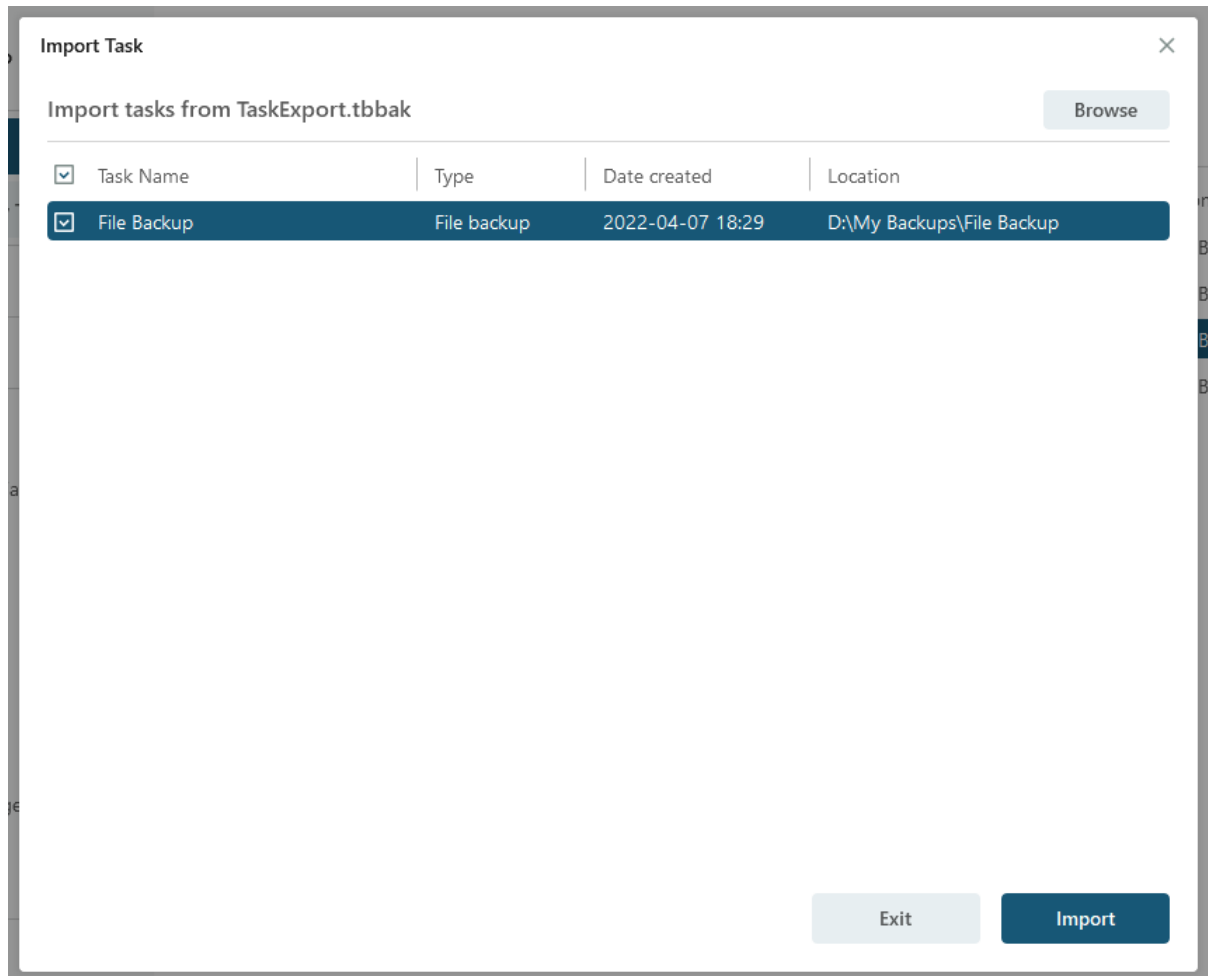 Import Task
Import tasks from TaskExport.tbbak
Browse
Task Name Type Date created Location
File Backup File backup 2022-04-07 18:29 D:\My Backups\File Backup
Exit Import